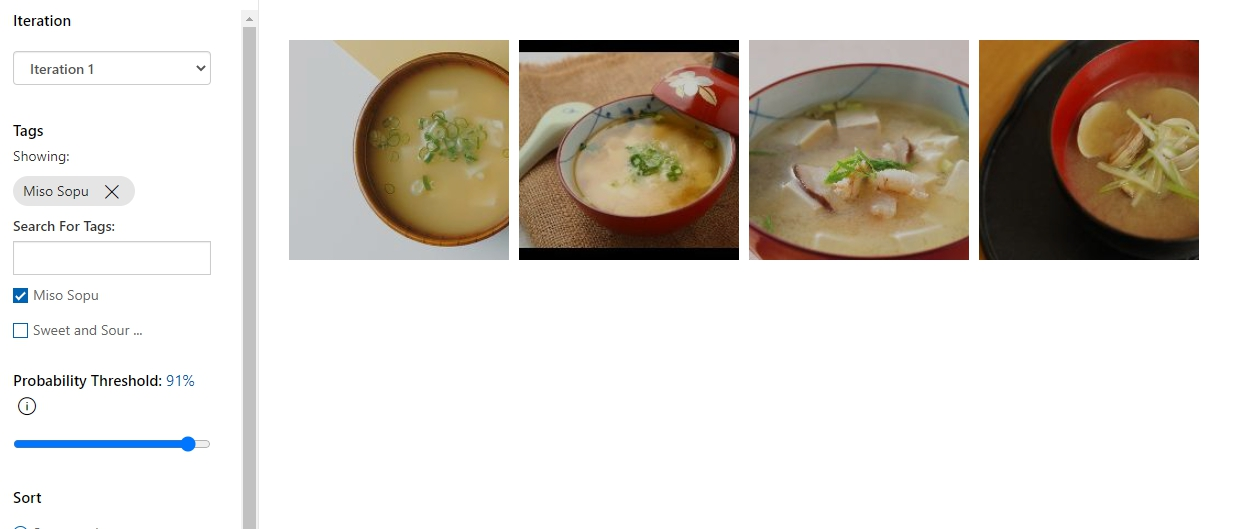 Iteration
Iteration 1
Tags
Showing:
Miso Sopu
Search For Tags:
Miso Sopu
Sweet and Sour ...
Probability Threshold: 91%
Sort